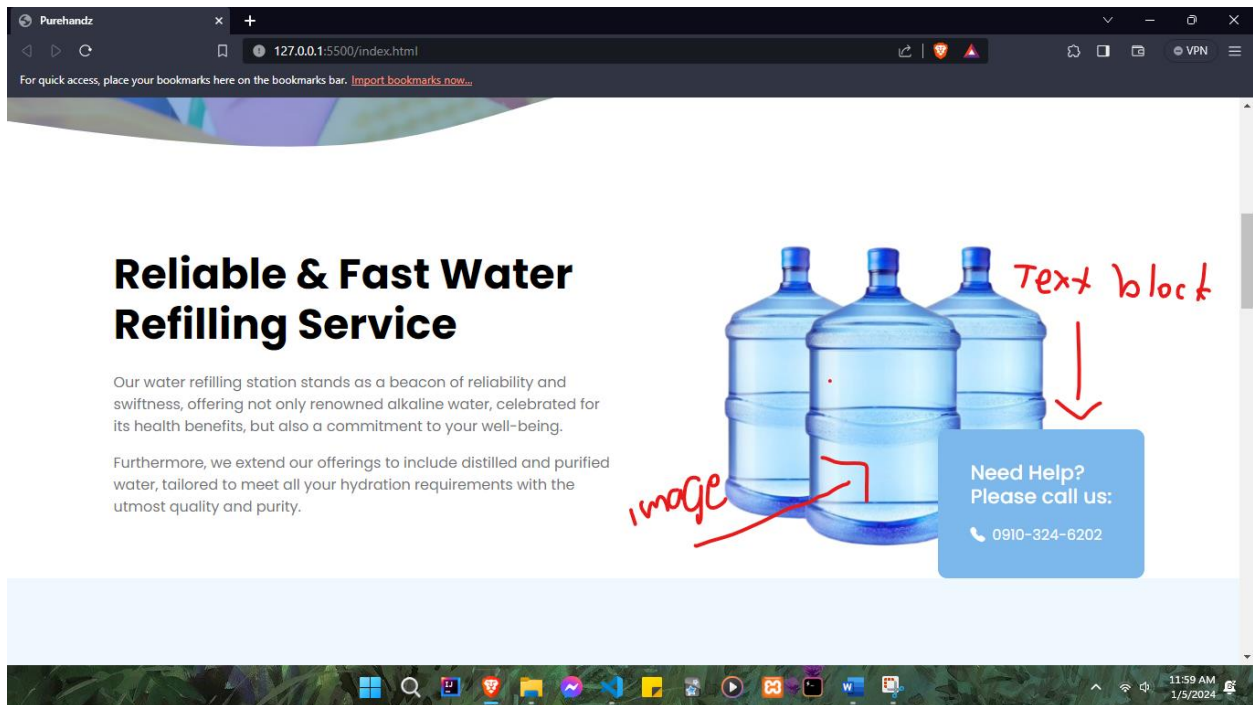 Purehandz
127.0.0.1:5500/index.html
VPN
For quick access, place your bookmarks here on the bookmarks bar. Import bookmarks now...
Reliable & Fast Water
Refilling Service
Our water refilling station stands as a beacon of reliability and
swiftness, offering not only renowned alkaline water, celebrated for
its health benefits, but also a commitment to your well-being.
Furthermore, we extend our offerings to include distilled and purified
water, tailored to meet all your hydration requirements with the
utmost quality and purity.
Text block
image
Need Help?
Please call us:
0910-324-6202
11:59 AM
1/5/2024